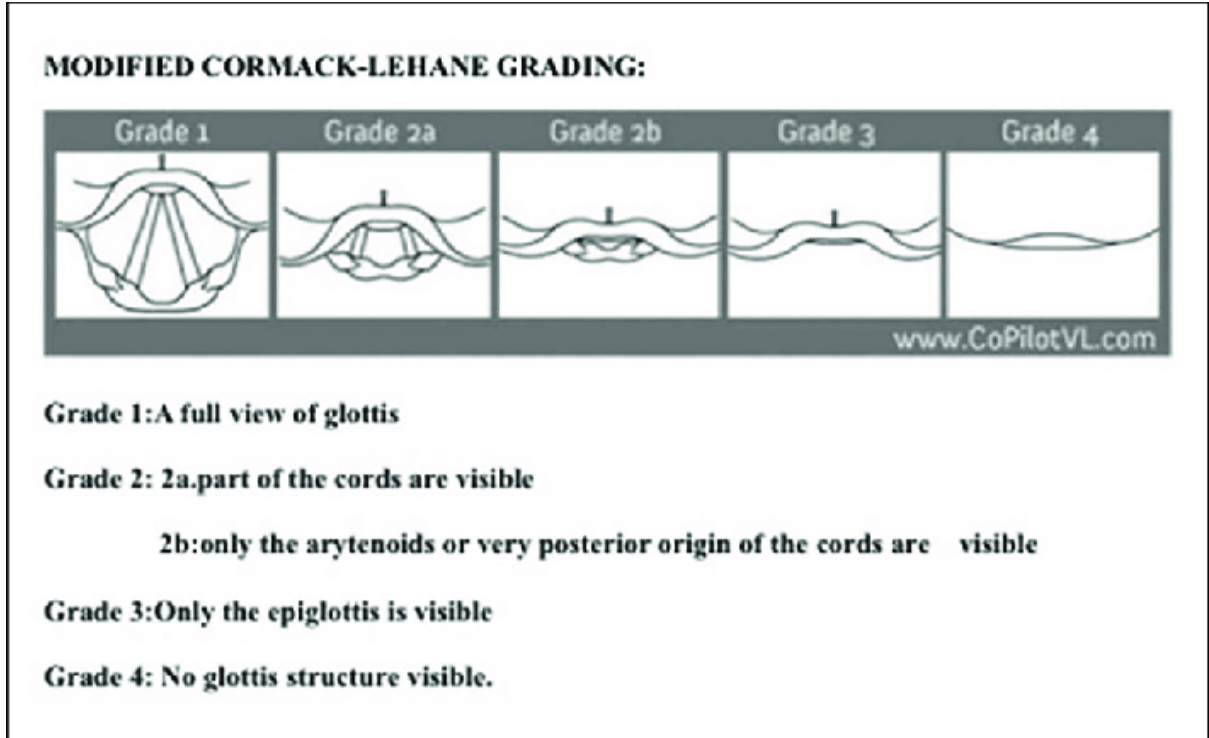 MODIFIED CORMACK-LEHANE GRADING:
Grade 1 Grade 2a Grade 2b Grade 3 Grade 4
www.CoPilotVL.com
Grade 1:A full view of glottis
Grade 2: 2a.part of the cords are visible
2b:only the arytenoids or very posterior origin of the cords are visible
Grade 3:Only the epiglottis is visible
Grade 4: No glottis structure visible.